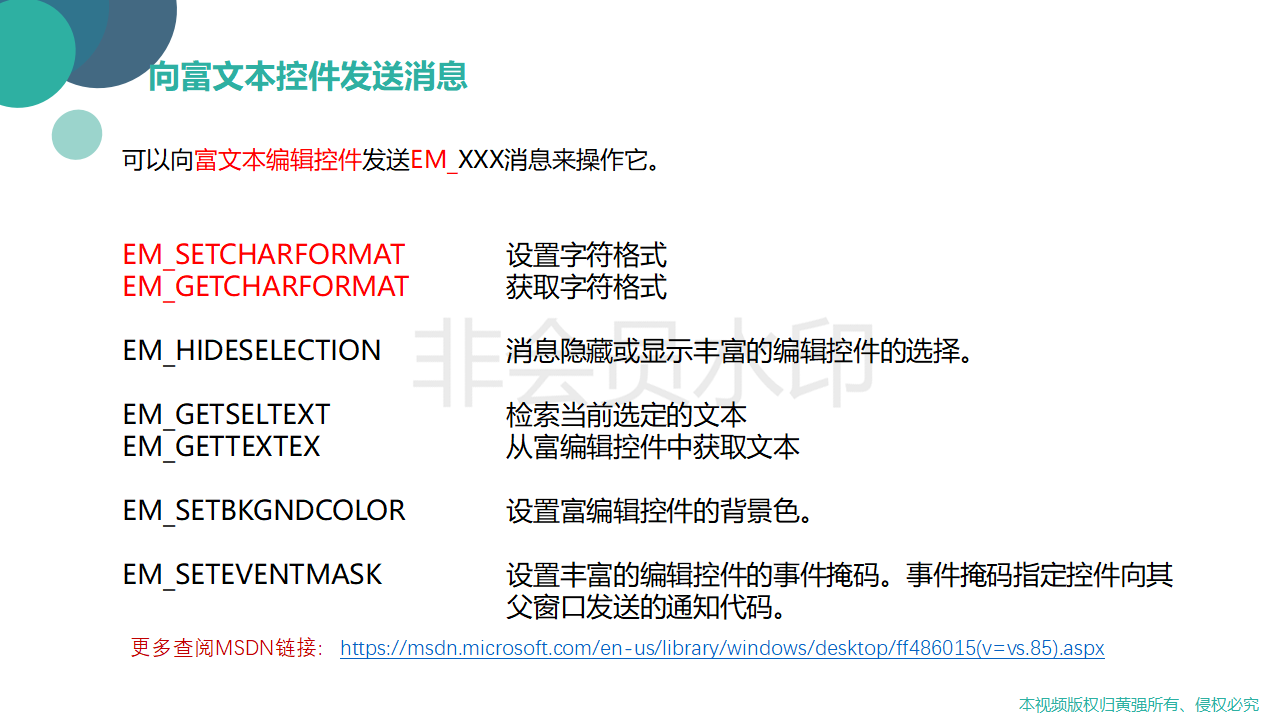 向富文本控件发送消息
可以向富文本编辑控件发送EM_XXX消息来操作它。
EM_SETCHARFORMAT 设置字符格式
EM_GETCHARFORMAT 获取字符格式
EM_HIDESELECTION 消息隐藏或显示丰富的编辑控件的选择。
非会员水印
EM_GETSELTEXT 检索当前选定的文本
EM_GETTEXTEX 从富编辑控件中获取文本
EM_SETBKGNDCOLOR 设置富编辑控件的背景色。
EM_SETEVENTMASK 设置丰富的编辑控件的事件掩码。事件掩码指定控件向其
父窗口发送的通知代码。
更多查阅MSDN链接: https://msdn.microsoft.com/en-us/library/windows/desktop/ff486015(v=vs.85).aspx
本视频版权归黄强所有、侵权必究